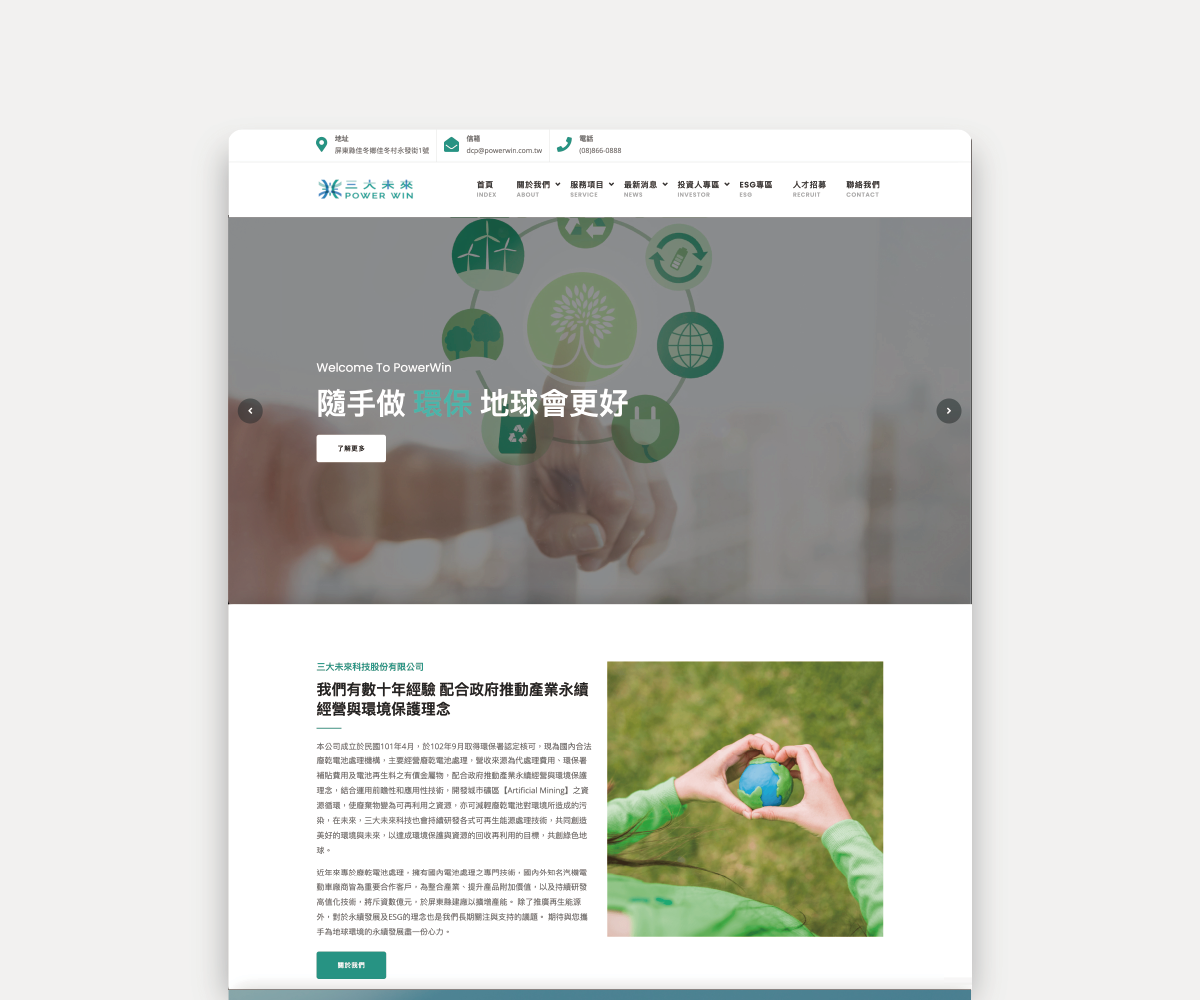 地址
屏東縣佳冬鄉佳冬村永發街1號
信箱
dcp@powerwin.com.tw
電話
(08)866-0888
三大未來
POWER WIN
首頁
INDEX
關於我們
ABOUT
服務項目
SERVICE
最新消息
NEWS
投資人專區
INVESTOR
ESG專區
ESG
人才招募
RECRUIT
聯絡我們
CONTACT
Welcome To PowerWin
隨手做 環保 地球會更好
了解更多
三大未來科技股份有限公司
我們有數十年經驗 配合政府推動產業永續
經營與環境保護理念
本公司成立於民國101年4月，於102年9月取得環保署認定核可，現為國內合法
廢乾電池處理機構，主要經營廢乾電池處理，營收來源為代處理費用、環保署
補貼費用及電池再生料之有價金屬物，配合政府推動產業永續經營與環境保護
理念，結合運用前瞻性和應用性技術，開發城市礦區【Artificial Mining】之資
源循環，使廢棄物變為可再利用之資源，亦可減輕廢乾電池對環境所造成的污
染，在未來，三大未來科技也會持續研發各式可再生能源處理技術，共同創造
美好的環境與未來，以達成環境保護與資源的回收再利用的目標，共創綠色地
球。
近年來專於廢乾電池處理，擁有國內電池處理之專門技術，國內外知名汽機電
動車廠商皆為重要合作客戶，為整合產業、提升產品附加價值，以及持續研發
高值化技術，將斥資數億元，於屏東縣建廠以擴增產能。 除了推廣再生能源
外，對於永續發展及ESG的理念也是我們長期關注與支持的議題。 期待與您攜
手為地球環境的永續發展盡一份心力。
關於我們